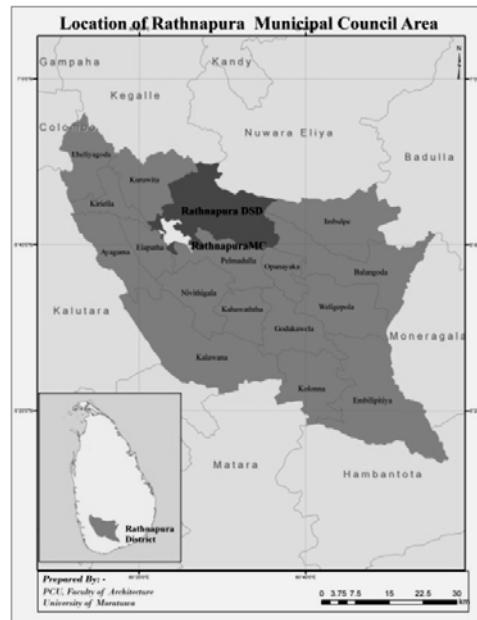 Location of Rathnapura Municipal Council Area
N
Gampaha
Kandy
Kegalle
Colombo
Nuwara Eliya
Badulla
Eheliyagoda
Kuruwita
Kiriella
Rathnapura DSD
Imbulpe
Ayagama
Elapatha
RathnapuraMC
Pelmadulla
Opanayaka
Balangoda
Nivithigala
Kahawaththa
Weligepola
Kalutara
Godakawela
Moneragala
Kalawana
Kolonna
Embilipitiya
Matara
Hambantota
Rathnapura
District
Prepared By: -
PCU, Faculty of Architecture
University of Moratuwa
0 3.75 7.5 15 22.5 30
km